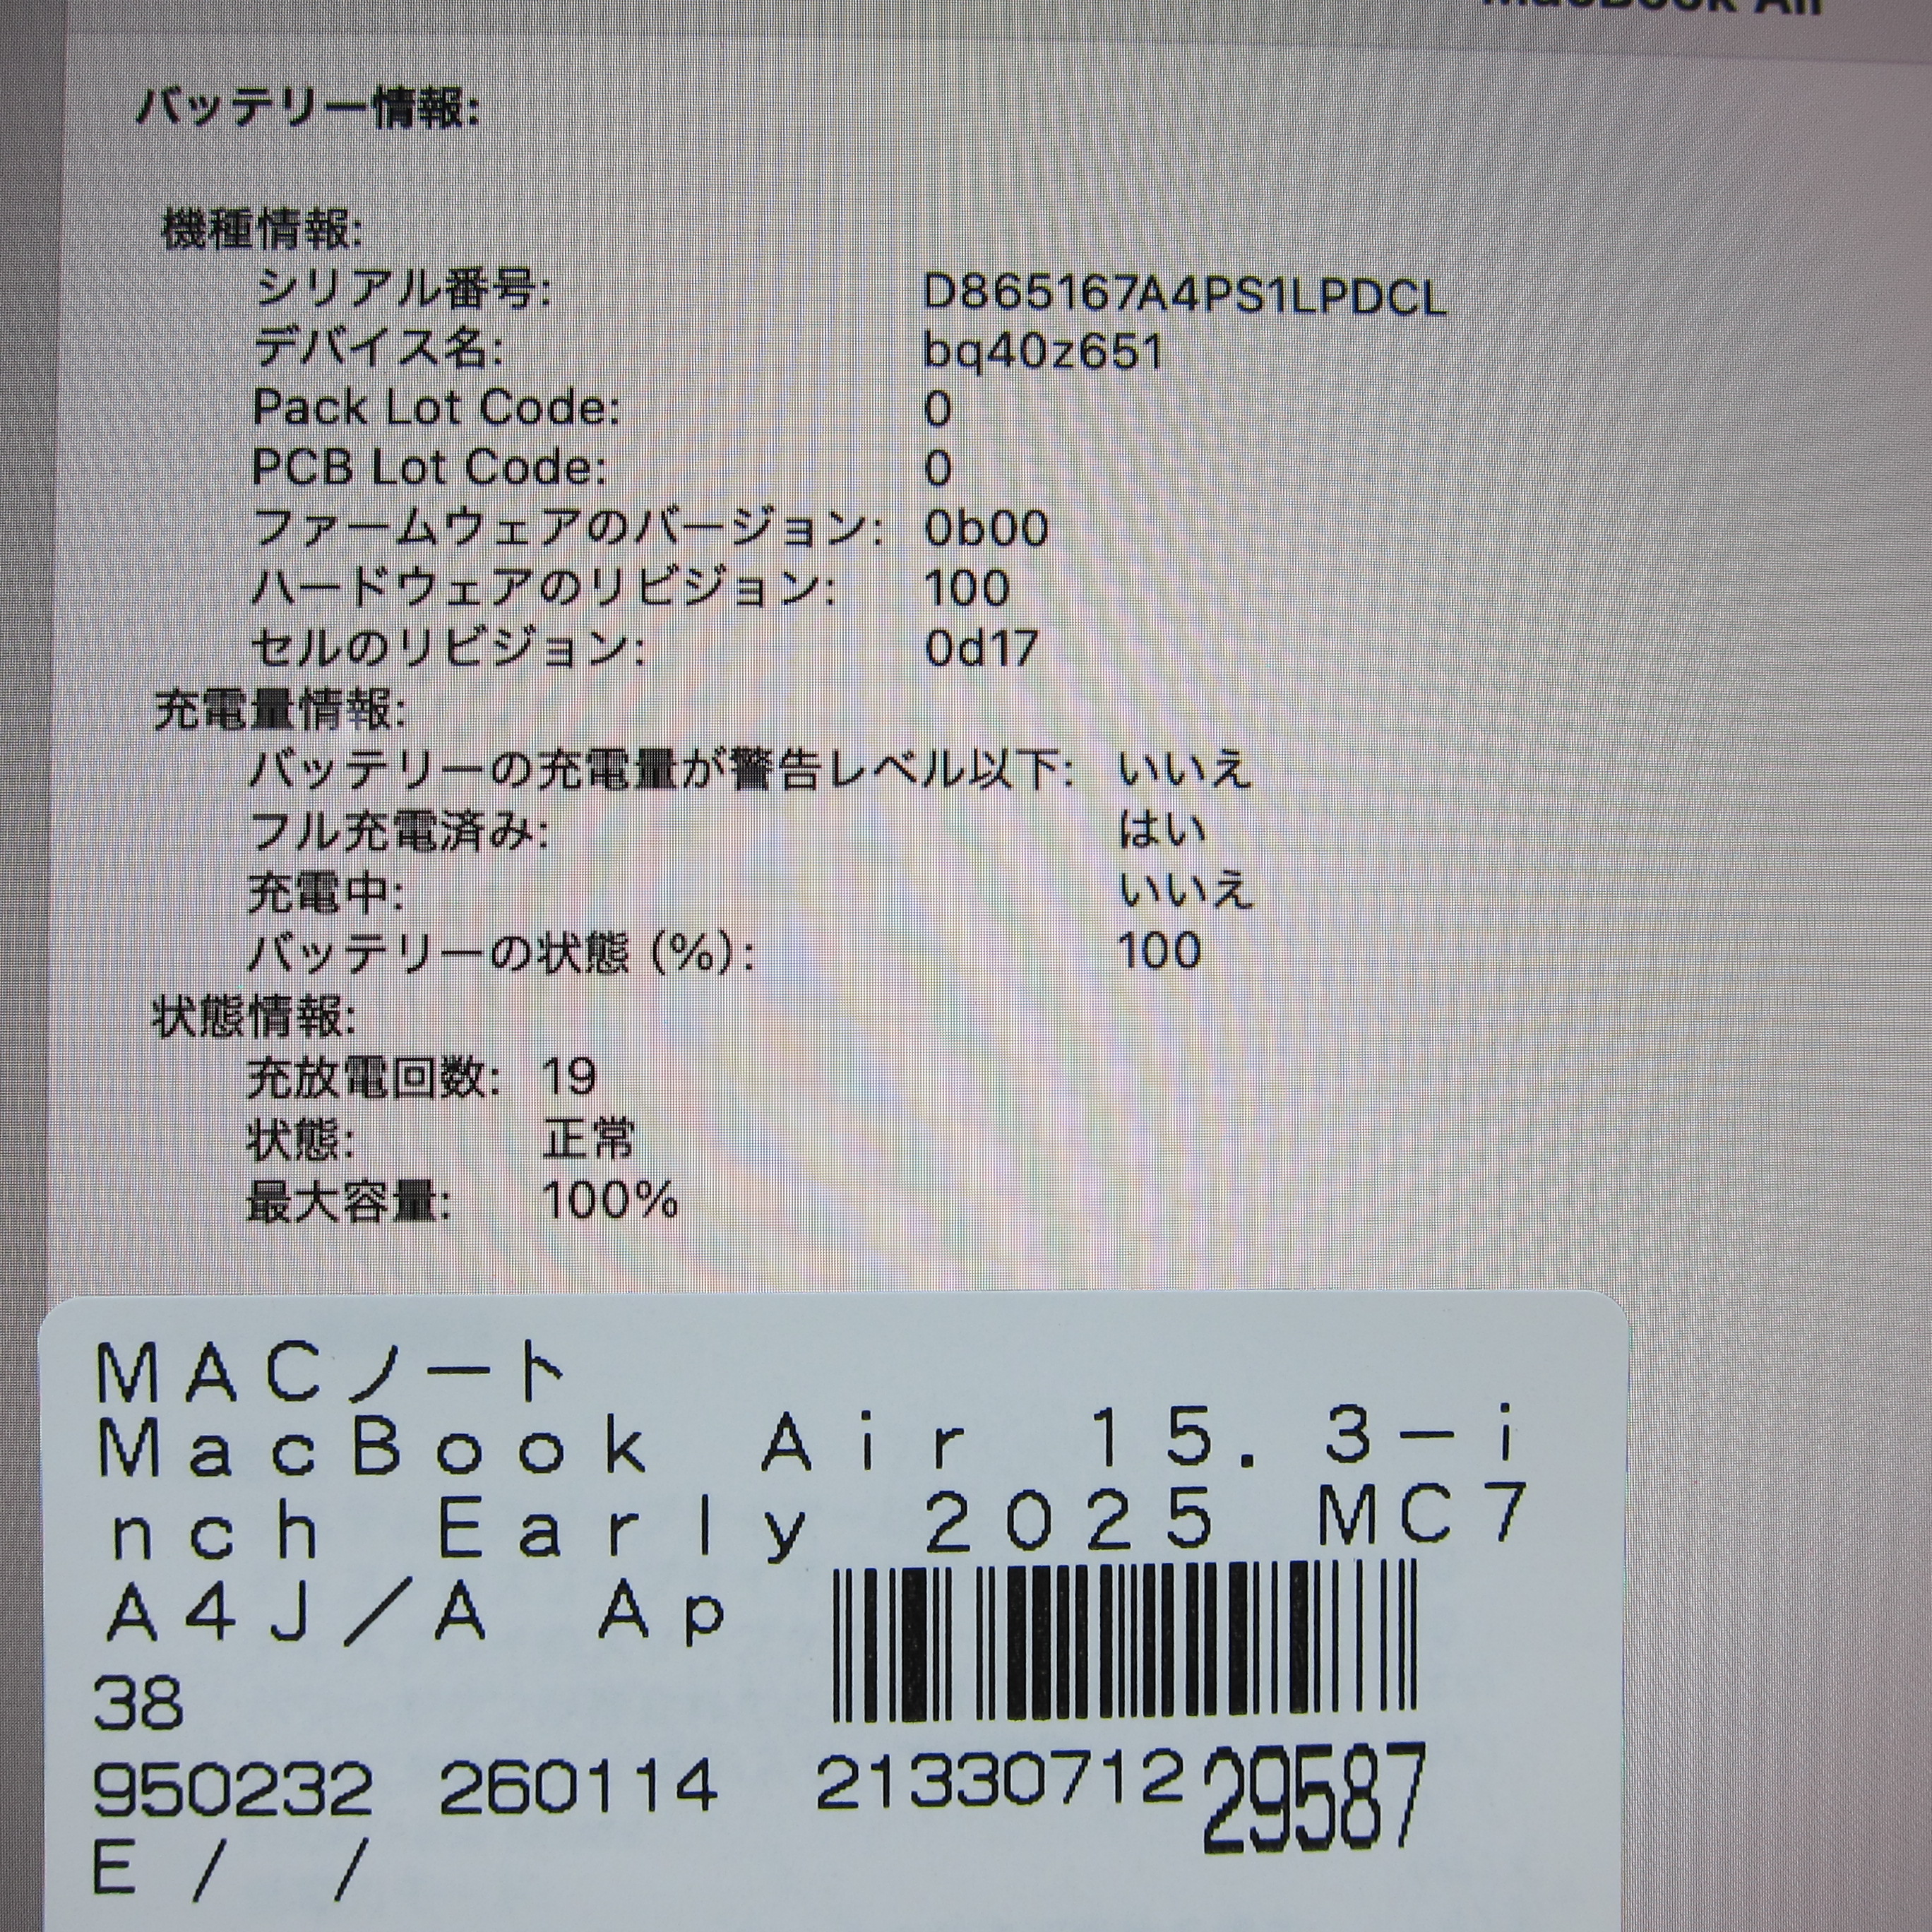 MacBook Air
バッテリー情報:
機種情報:
シリアル番号: D865167A4PS1LPDCL
デバイス名: bq40z651
Pack Lot Code: 0
PCB Lot Code: 0
ファームウェアのバージョン: 0b00
ハードウェアのリビジョン: 100
セルのリビジョン: 0d17
充電量情報:
バッテリーの充電量が警告レベル以下: いいえ
フル充電済み: はい
充電中: いいえ
バッテリーの状態 (%): 100
状態情報:
充放電回数: 19
状態: 正常
最大容量: 100%
MACノート
MacBook Air 15.3-i
nch Early 2025 MC7
A4J/A Ap
38
950232 260114 2133071229587
E / /